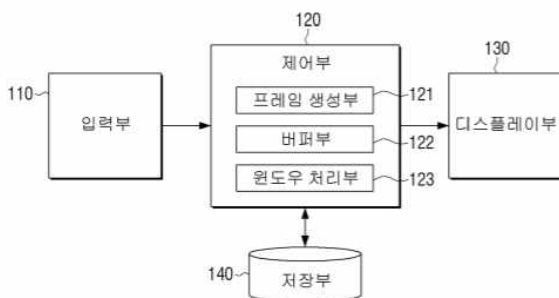 120
제어부
110
입력부
프레임 생성부
121
버퍼부
122
윈도우 처리부
123
130
디스플레이부
140
저장부